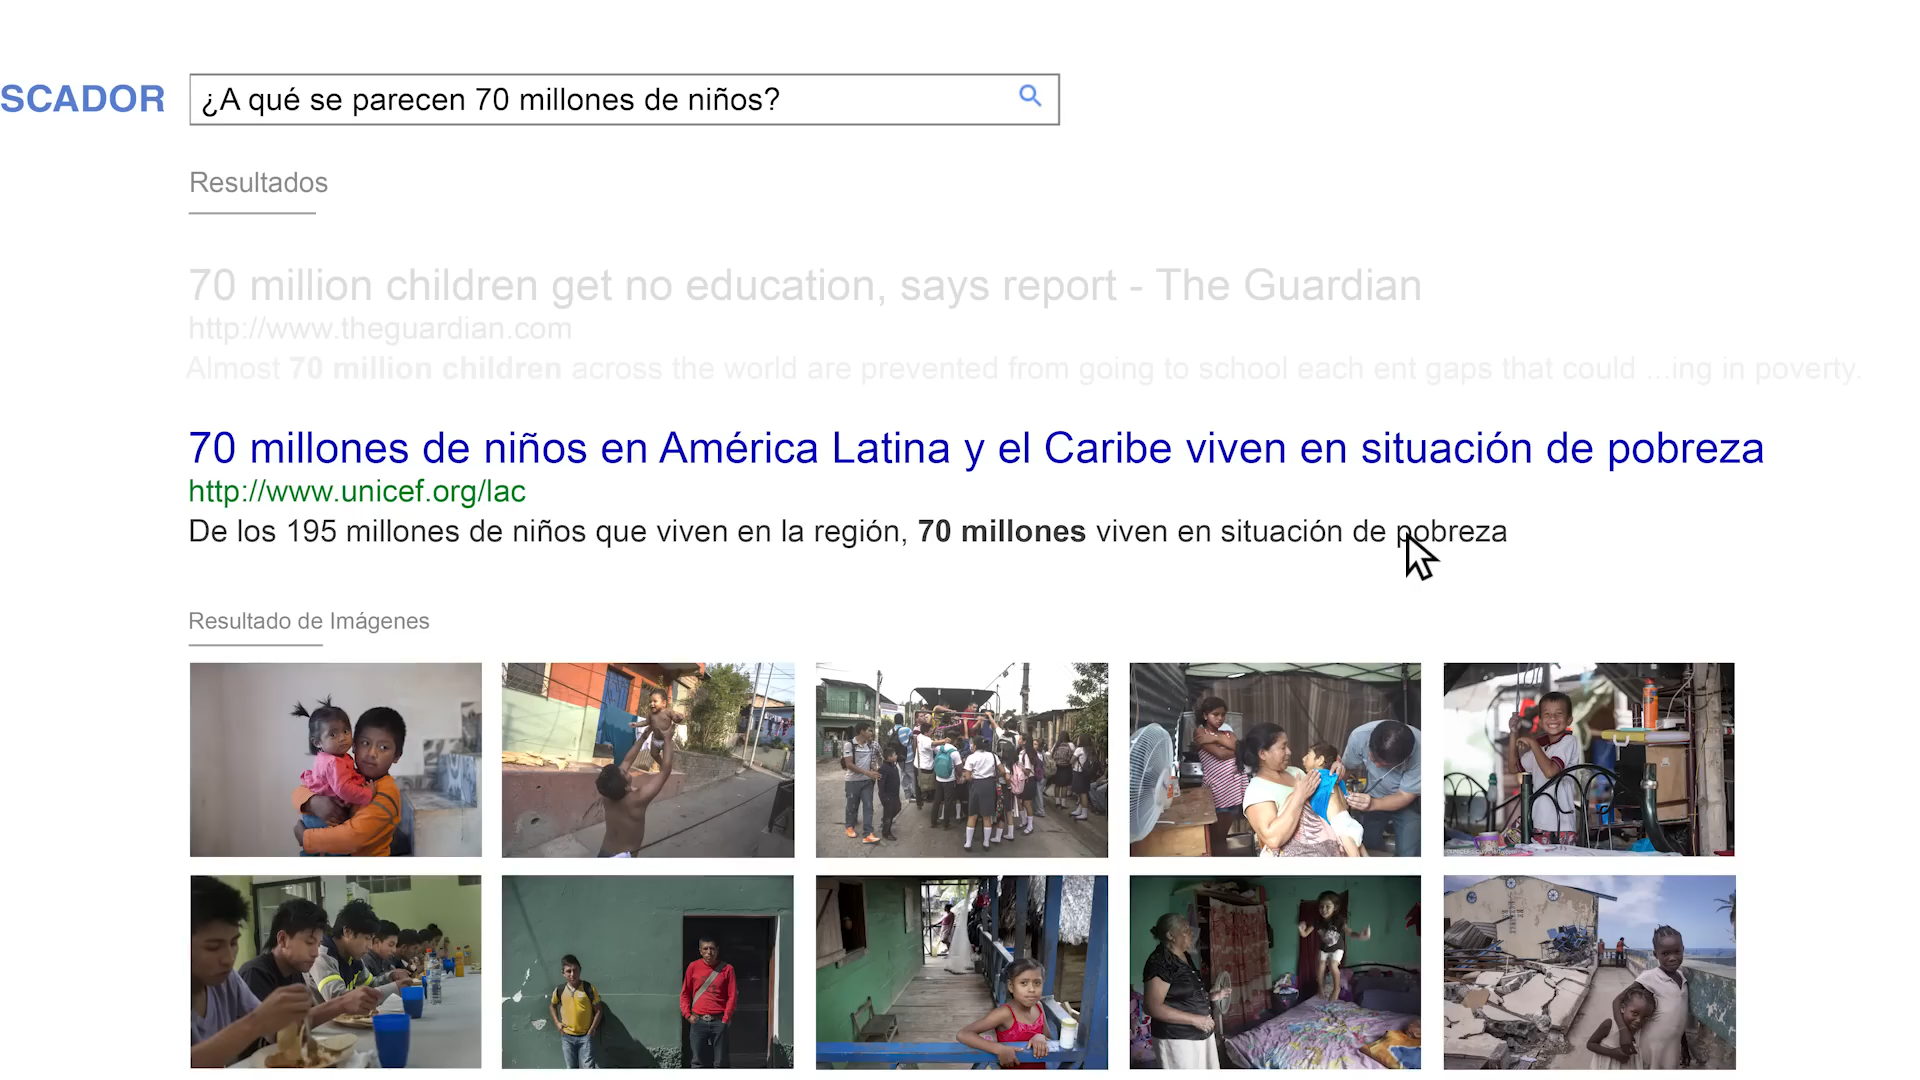 SCADOR
¿A qué se parecen 70 millones de niños?
Resultados
70 million children get no education, says report - The Guardian
http://www.theguardian.com
Almost 70 million children across the world are prevented from going to school each ent gaps that could ...ing in poverty.
70 millones de niños en América Latina y el Caribe viven en situación de pobreza
http://www.unicef.org/lac
De los 195 millones de niños que viven en la región, 70 millones viven en situación de pobreza
Resultado de Imágenes